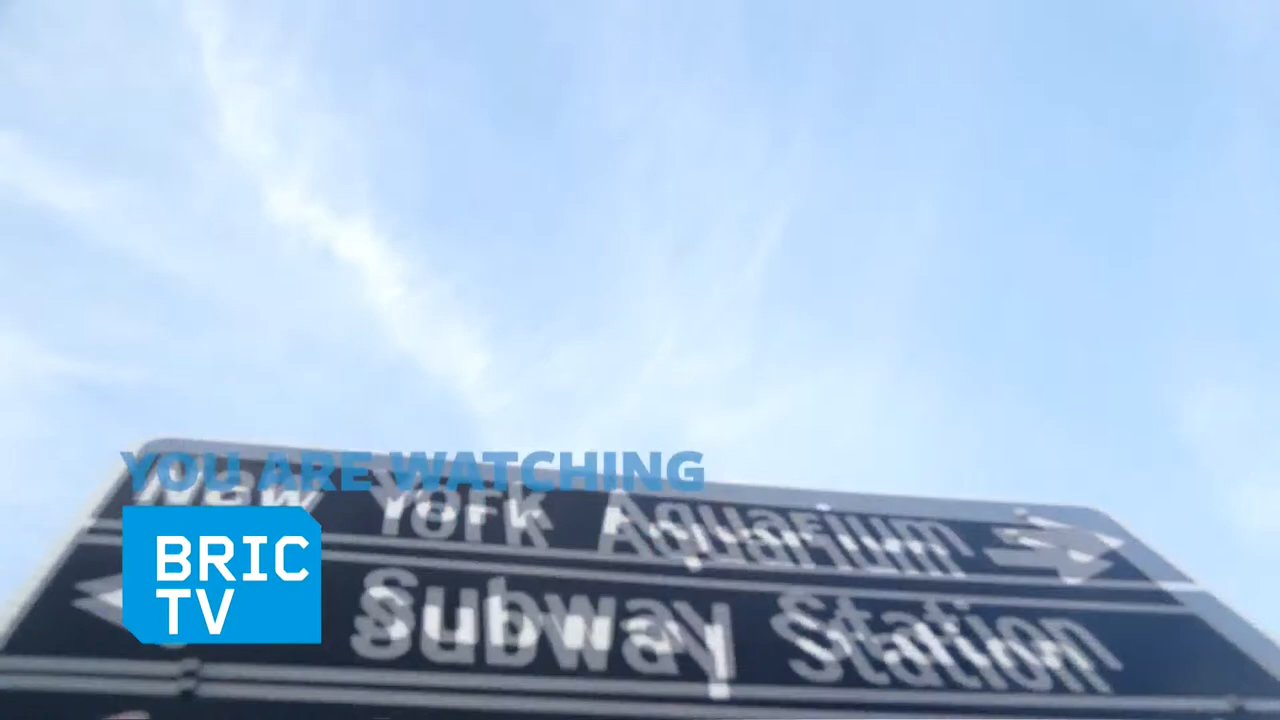 YOU ARE WATCHING
New York Aquarium
BRIC
TV
Subway Station